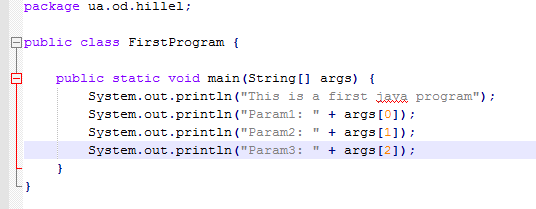 package ua.od.hillel;
public class FirstProgram {
public static void main(String[] args) {
System.out.println("This is a first java program");
System.out.println("Param1: " + args[0]);
System.out.println("Param2: " + args[1]);
System.out.println("Param3: " + args[2]);
}
}